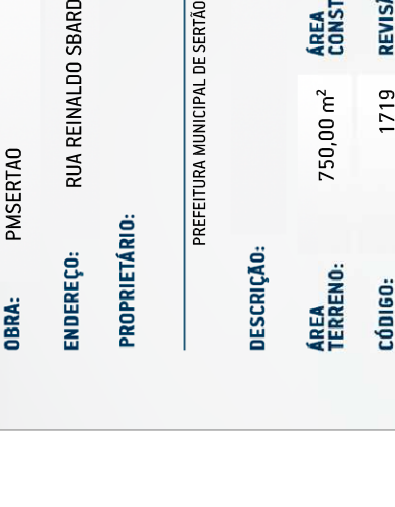 OBRA: PMSERTAO
ENDEREÇO: RUA REINALDO SBARD
PROPRIETÁRIO:
PREFEITURA MUNICIPAL DE SERTÃO
DESCRIÇÃO:
ÁREA TERRENO: 750,00 m² ÁREA CONST
CÓDIGO: 1719 REVIS